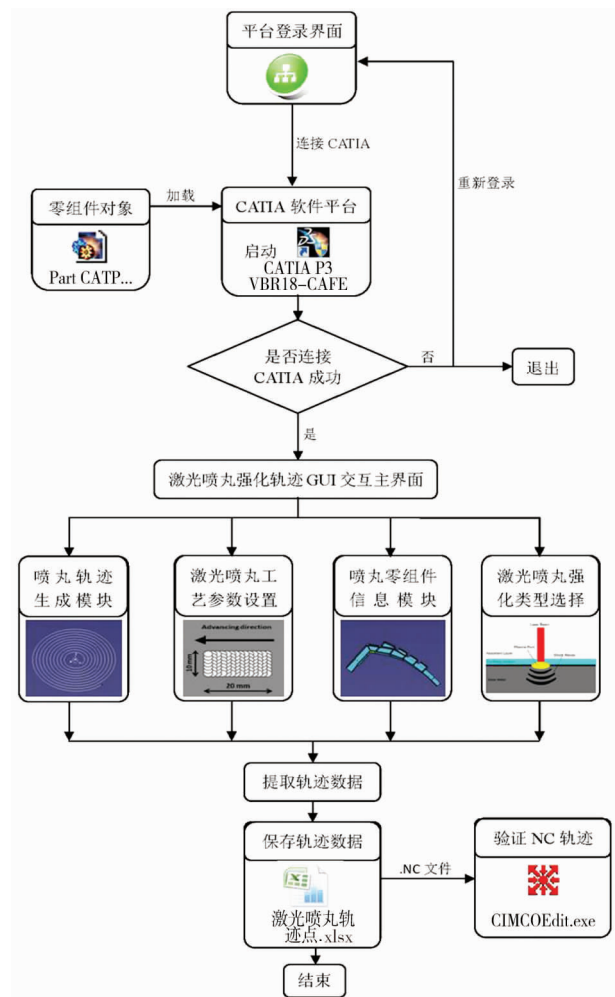 平台登录界面
连接 CATIA
重新登录
零组件对象
Part CATP...
加载
CATIA 软件平台
启动
CATIA P3
VBR18-CAFE
是否连接
CATIA 成功
否
退出
是
激光喷丸强化轨迹 GUI 交互主界面
喷丸轨迹
生成模块
激光喷丸工
艺参数设置
Advancing direction
10 mm
20 mm
喷丸零组件
信息模块
激光喷丸强
化类型选择
提取轨迹数据
保存轨迹数据
激光喷丸轨
迹点.xlsx
.NC 文件
验证 NC 轨迹
CIMCOEdit.exe
结束